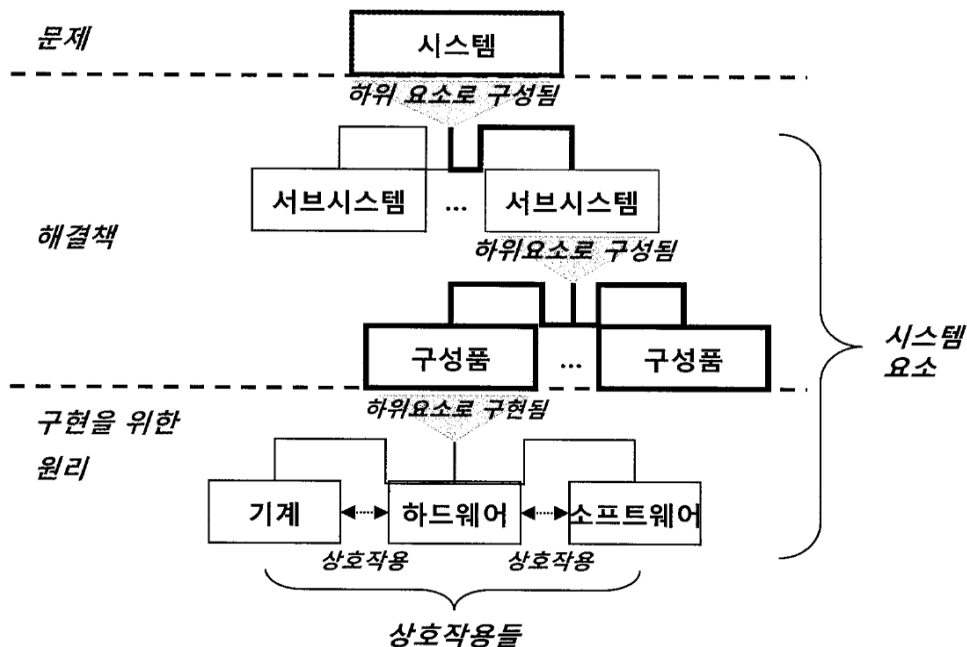 문제
시스템
하위 요소로 구성됨
서브시스템
...
서브시스템
해결책
하위요소로 구성됨
구성품
...
구성품
시스템
요소
하위요소로 구현됨
구현을 위한
원리
기계
하드웨어
소프트웨어
상호작용
상호작용
상호작용들